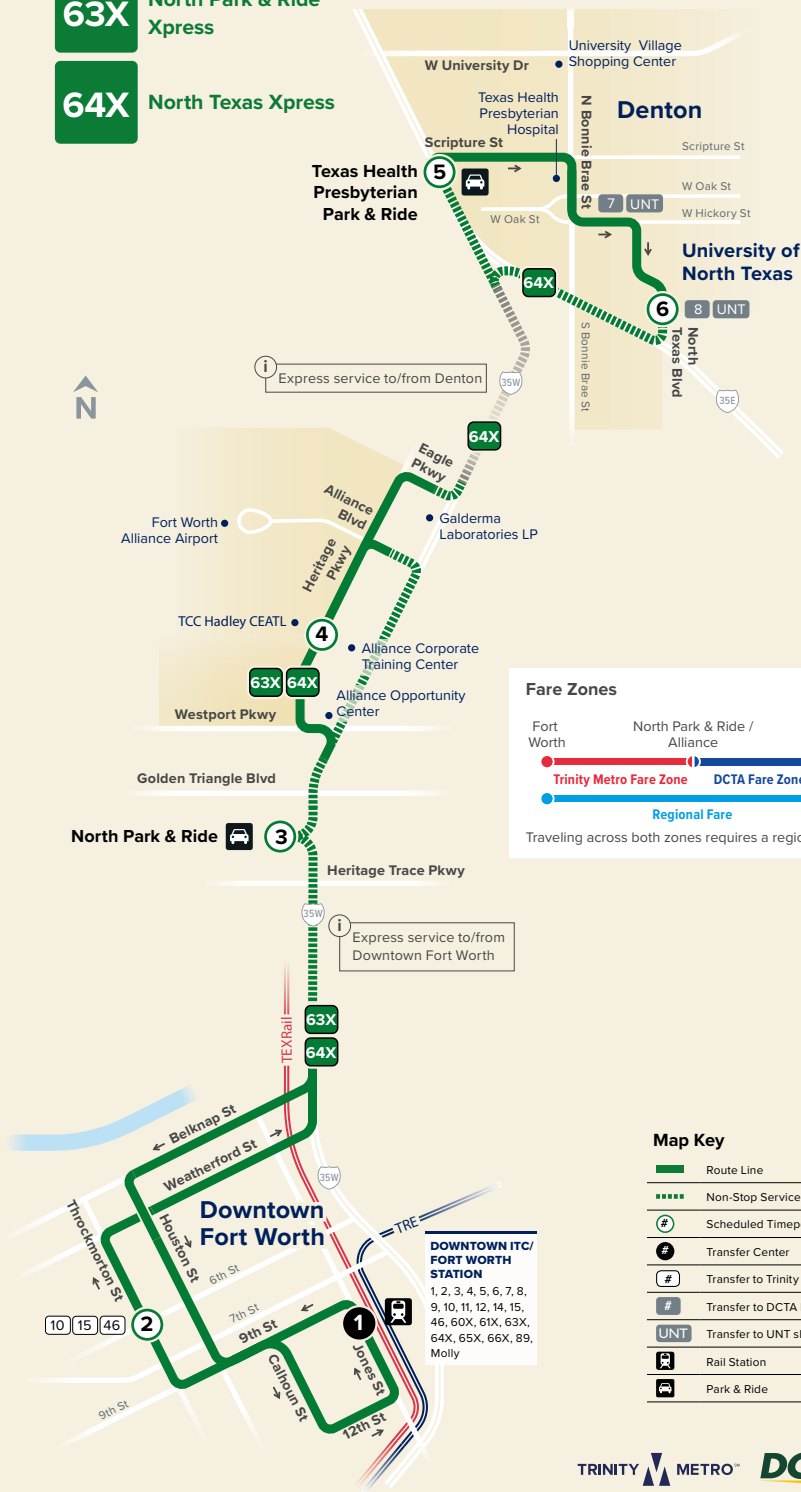 63X
North Park & Ride
Xpress
64X
North Texas Xpress
W University Dr
University Village
Shopping Center
Texas Health
Presbyterian
Hospital
N Bonnie Brae St
Denton
Scripture St
Scripture St
5
Texas Health
Presbyterian
Park & Ride
W Oak St
W Oak St
7 UNT
W Hickory St
University of
North Texas
64X
6
8 UNT
North
Texas Blvd
S Bonnie Brae St
i
Express service to/from Denton
35W
35E
N
64X
Eagle
Pkwy
Alliance
Blvd
Fort Worth
Alliance Airport
Galderma
Laboratories LP
Heritage
Pkwy
TCC Hadley CEATL
4
Alliance Corporate
Training Center
63X 64X
Alliance Opportunity
Center
Westport Pkwy
Fare Zones
Fort
Worth
North Park & Ride /
Alliance
Trinity Metro Fare Zone
DCTA Fare Zone
Regional Fare
Traveling across both zones requires a regio
Golden Triangle Blvd
North Park & Ride
3
Heritage Trace Pkwy
35W
i
Express service to/from
Downtown Fort Worth
TEXRail
63X
64X
Belknap St
Weatherford St
35W
Downtown
Fort Worth
Throckmorton St
Houston St
6th St
7th St
9th St
TRE
10 15 46
2
1
Jones St
Calhoun St
12th St
9th St
DOWNTOWN ITC/
FORT WORTH
STATION
1, 2, 3, 4, 5, 6, 7, 8,
9, 10, 11, 12, 14, 15,
46, 60X, 61X, 63X,
64X, 65X, 66X, 89,
Molly
Map Key
Route Line
Non-Stop Service
# Scheduled Timep
# Transfer Center
# Transfer to Trinity
# Transfer to DCTA
UNT Transfer to UNT sh
Rail Station
Park & Ride
TRINITY METRO
DC